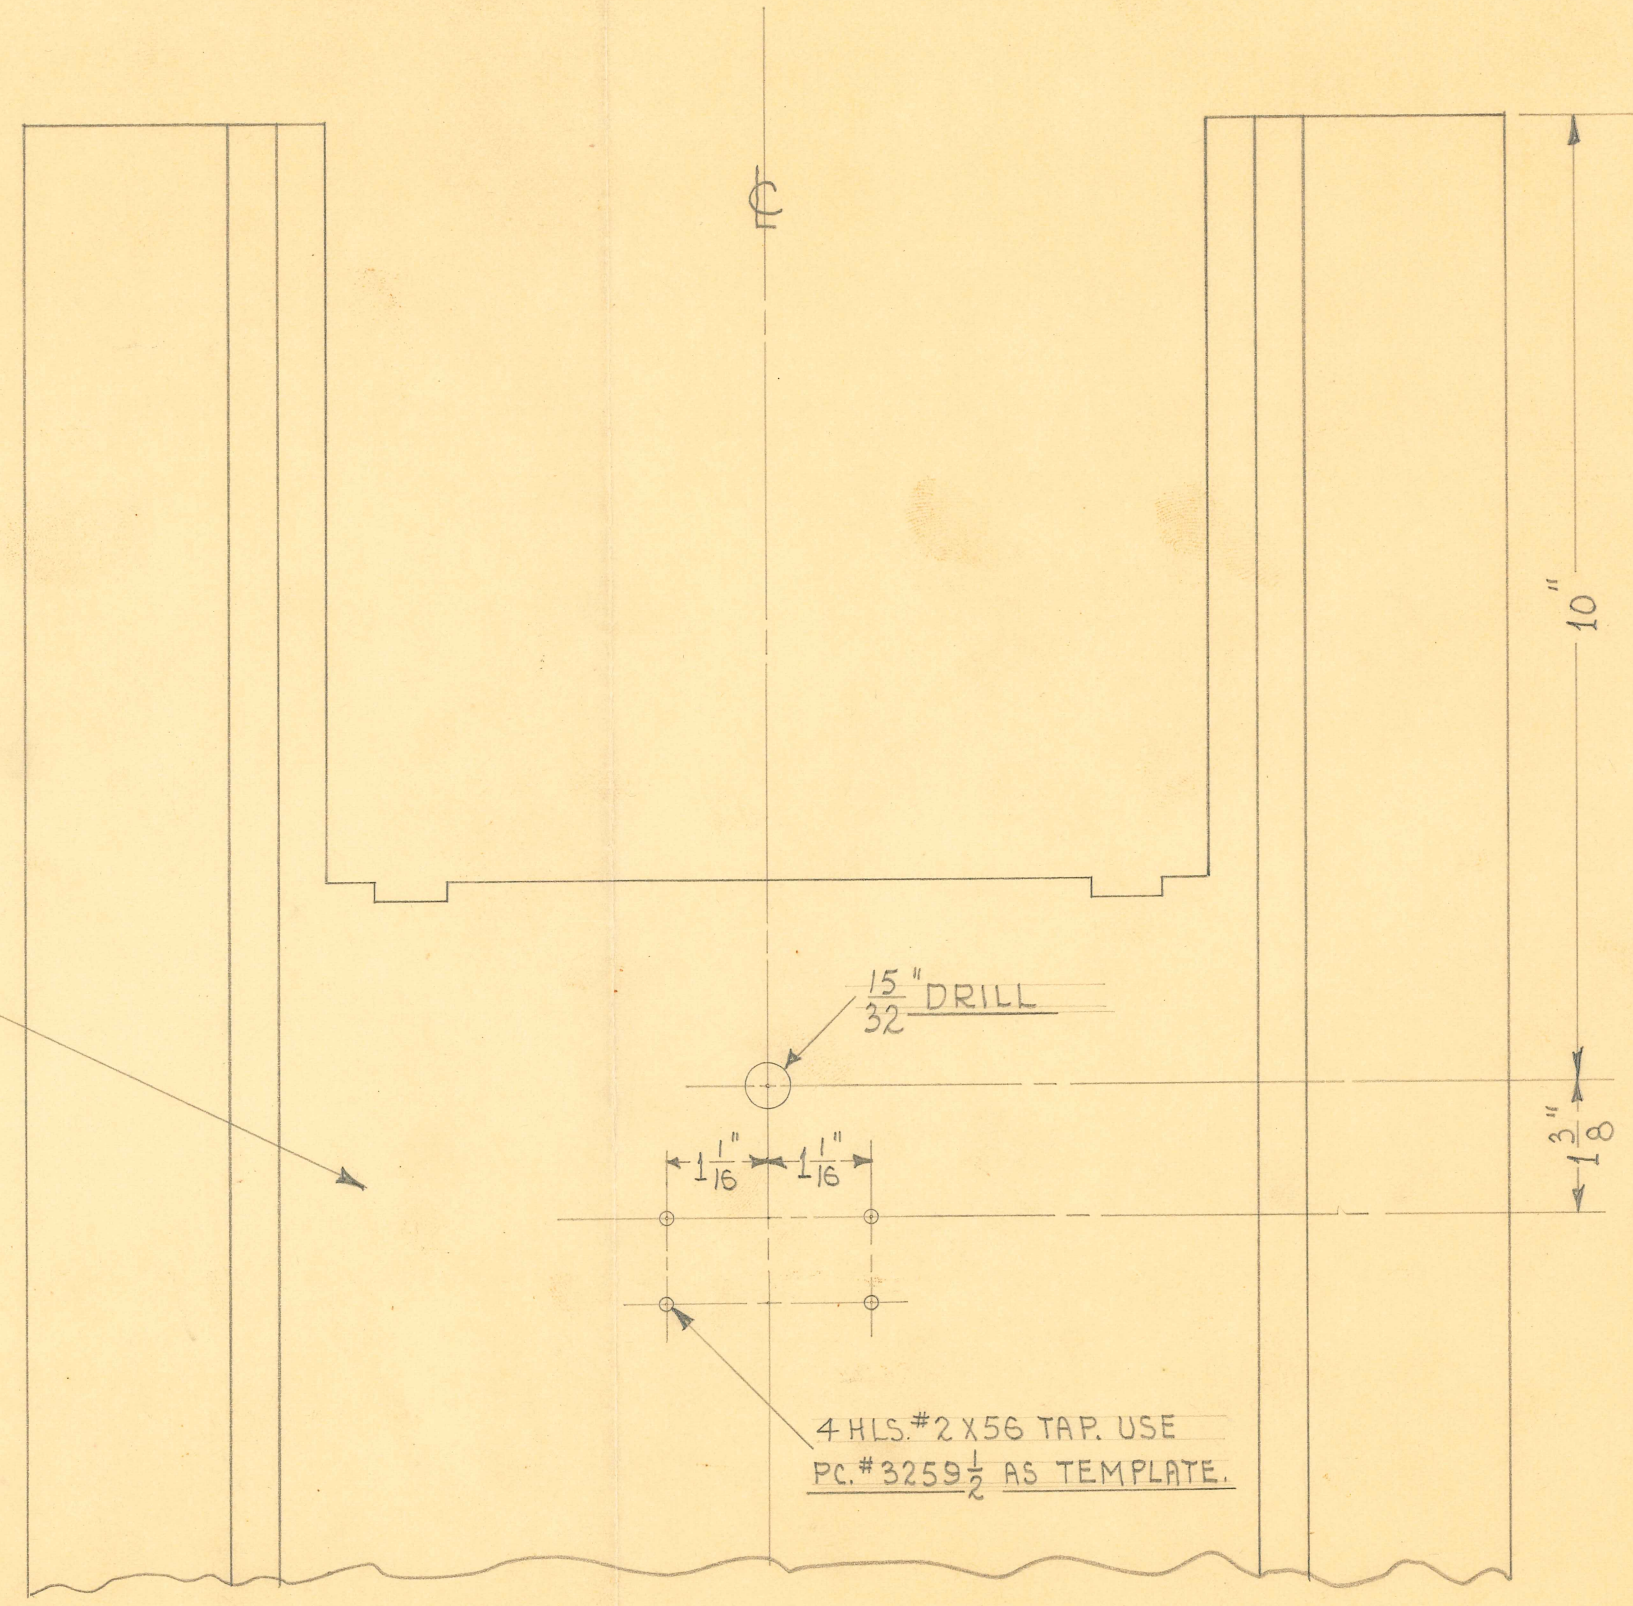 ℄
10"
15/32" DRILL
1 3/8"
1 1/16" 1 1/16"
4 HLS. #2 X 56 TAP. USE
PC. #3259 1/2 AS TEMPLATE.